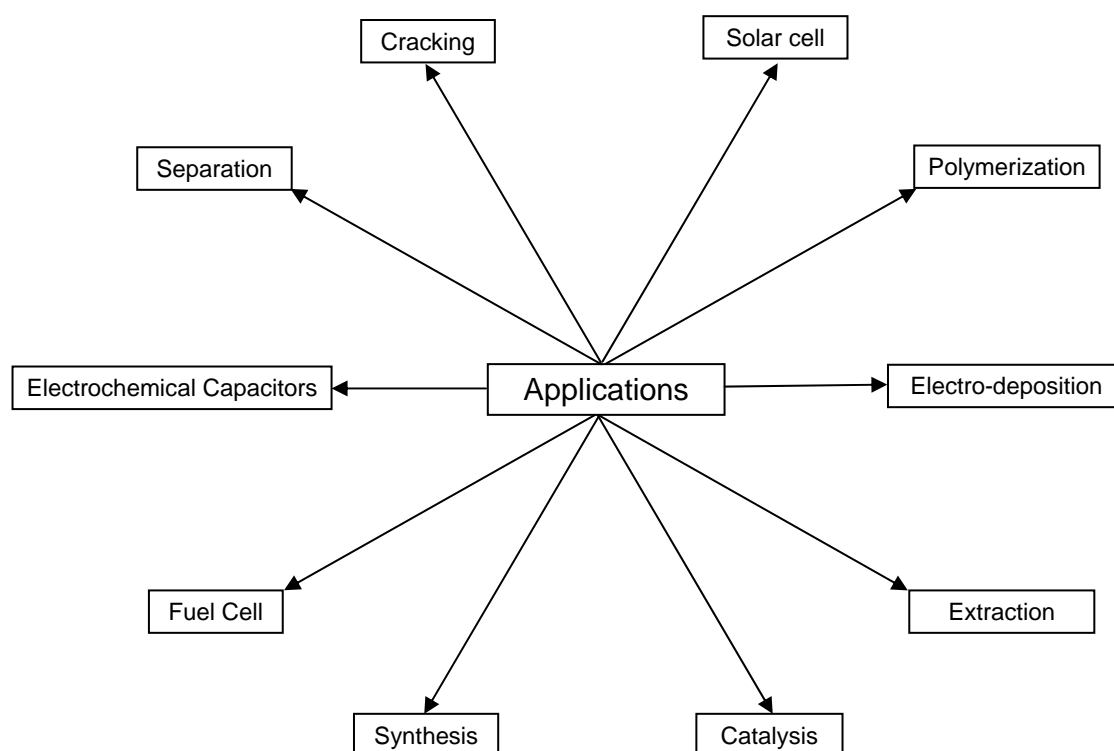 Cracking
Solar cell
Separation
Polymerization
Electrochemical Capacitors
Applications
Electro-deposition
Fuel Cell
Extraction
Synthesis
Catalysis